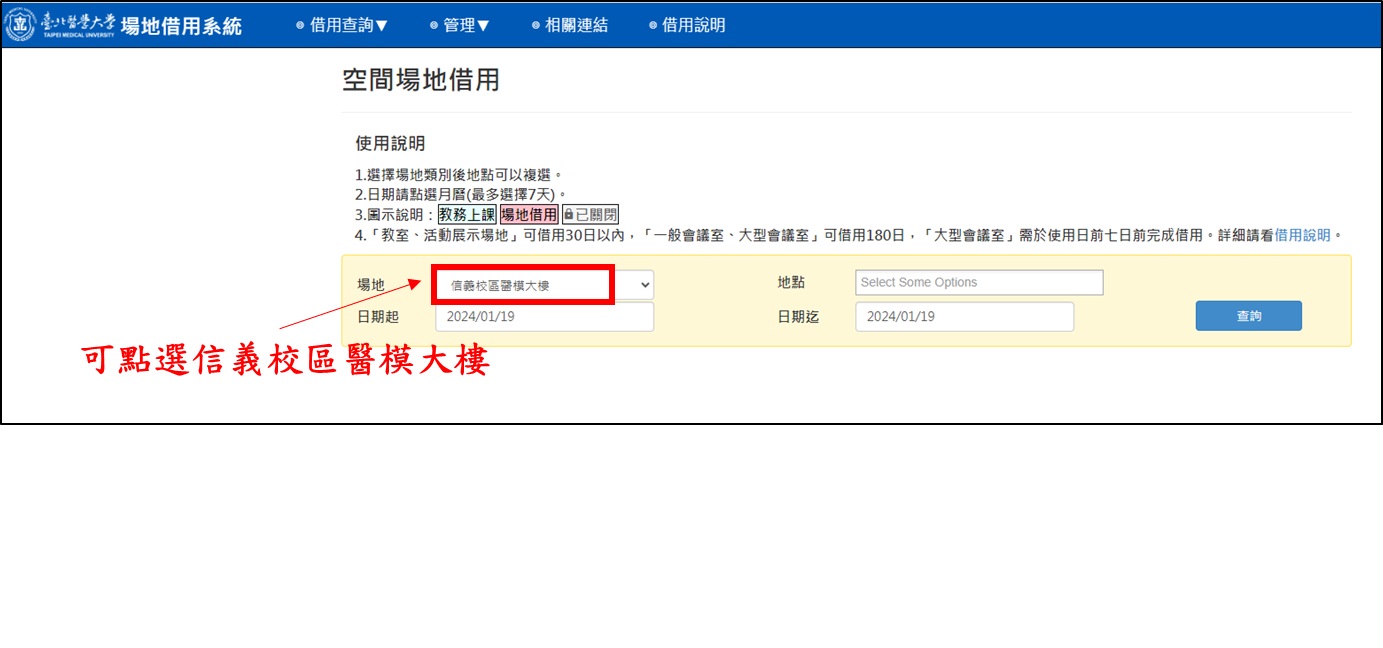 臺北醫學大學 場地借用系統 借用查詢▼ 管理▼ 相關連結 借用說明
TAIPEI MEDICAL UNIVERSITY
空間場地借用
使用說明
1.選擇場地類別後地點可以複選。
2.日期請點選月曆(最多選擇7天)。
3.圖示說明：教務上課 場地借用 已關閉
4.「教室、活動展示場地」可借用30日以內，「一般會議室、大型會議室」可借用180日，「大型會議室」需於使用日前七日前完成借用。詳細請看借用說明。
場地 信義校區醫模大樓 地點 Select Some Options
日期起 2024/01/19 日期迄 2024/01/19 查詢
可點選信義校區醫模大樓